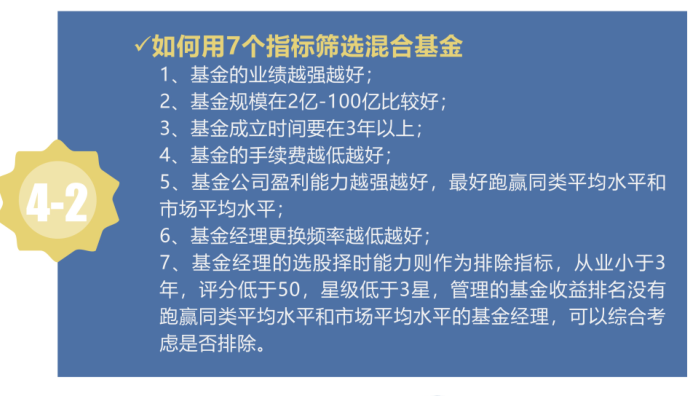 ✓如何用7个指标筛选混合基金
1、基金的业绩越强越好；
2、基金规模在2亿-100亿比较好；
3、基金成立时间要在3年以上；
4、基金的手续费越低越好；
5、基金公司盈利能力越强越好，最好跑赢同类平均水平和
市场平均水平；
6、基金经理更换频率越低越好；
7、基金经理的选股择时能力则作为排除指标，从业小于3
年，评分低于50，星级低于3星，管理的基金收益排名没有
跑赢同类平均水平和市场平均水平的基金经理，可以综合考
虑是否排除。
4-2